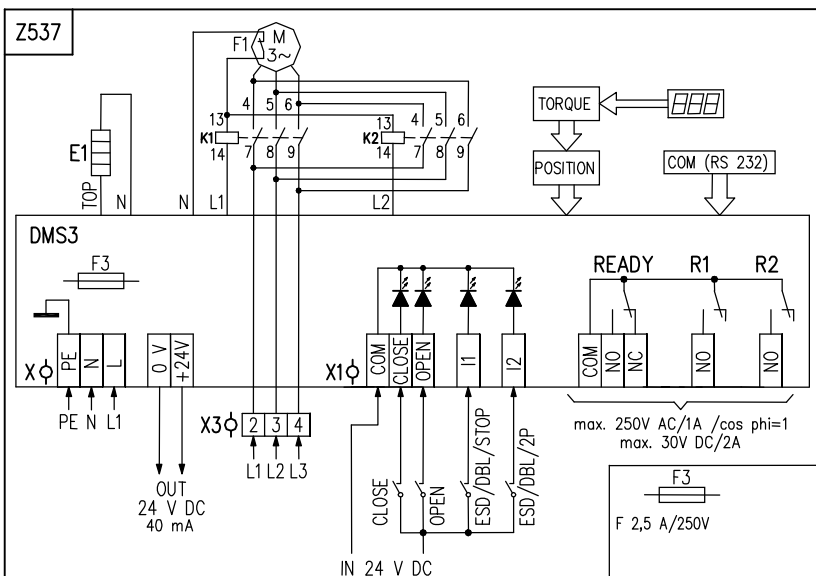 Z537
F1
M
3~
4 5 6
13
K1
14
7 8 9
13
4 5 6
K2
14
7 8 9
TORQUE
888
POSITION
COM (RS 232)
E1
TOP
N
N
L1
L2
DMS3
F3
READY R1 R2
X
PE
N
L
0 V
+24V
X1
COM
CLOSE
OPEN
I1
I2
COM
NO
NC
NO
NO
PE N L1
X3
2 3 4
L1 L2 L3
OUT
24 V DC
40 mA
CLOSE
OPEN
ESD/DBL/STOP
ESD/DBL/2P
IN 24 V DC
max. 250V AC/1A /cos phi=1
max. 30V DC/2A
F3
F 2,5 A/250V